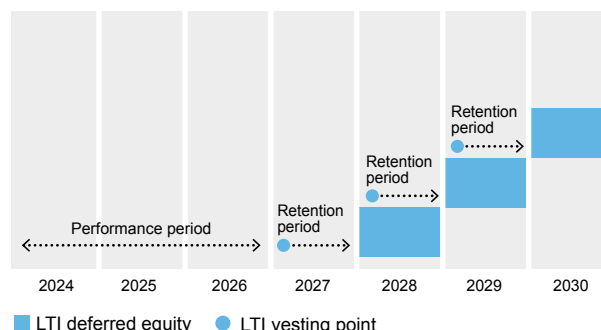 Retention
period
Retention
period
Retention
period
Performance period
2024 2025 2026 2027 2028 2029 2030
LTI deferred equity LTI vesting point